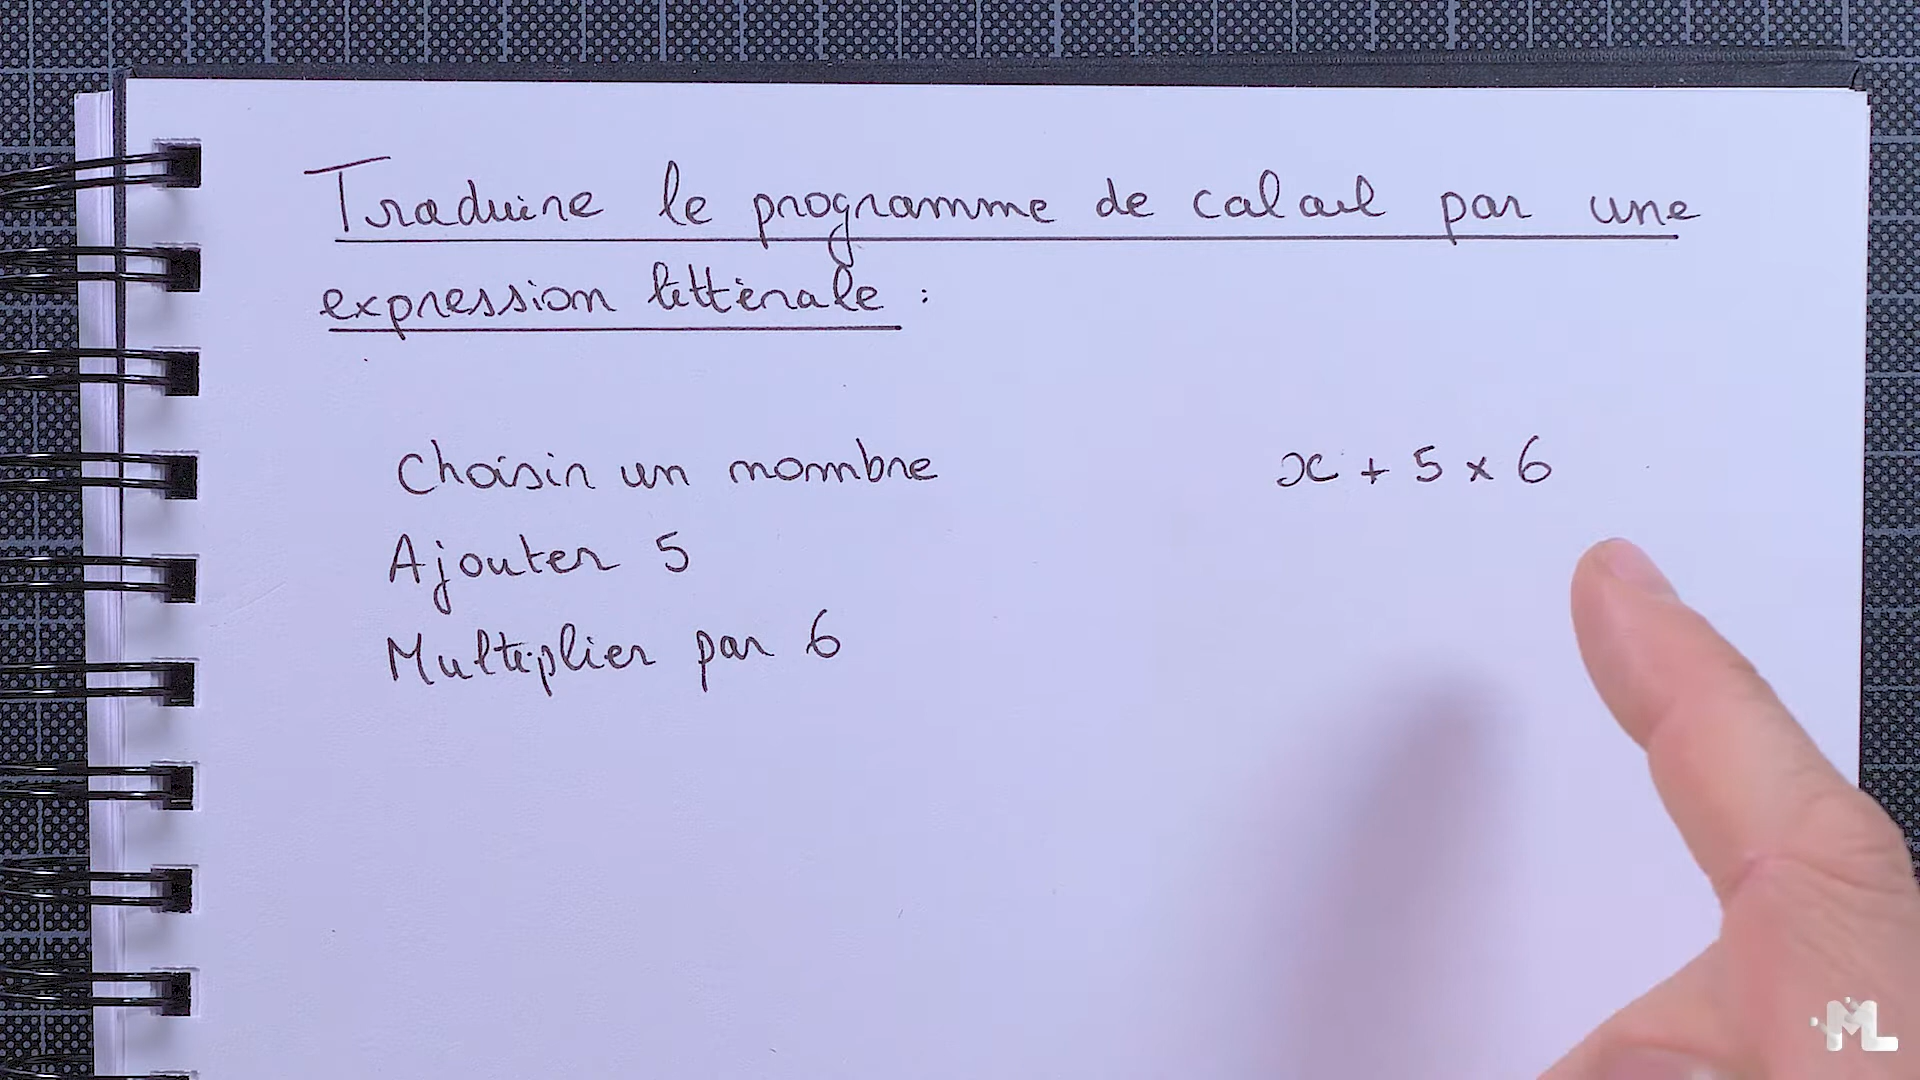 Traduire le programme de calcul par une
expression littérale :
Choisir un nombre
x + 5 × 6
Ajouter 5
Multiplier par 6
ML